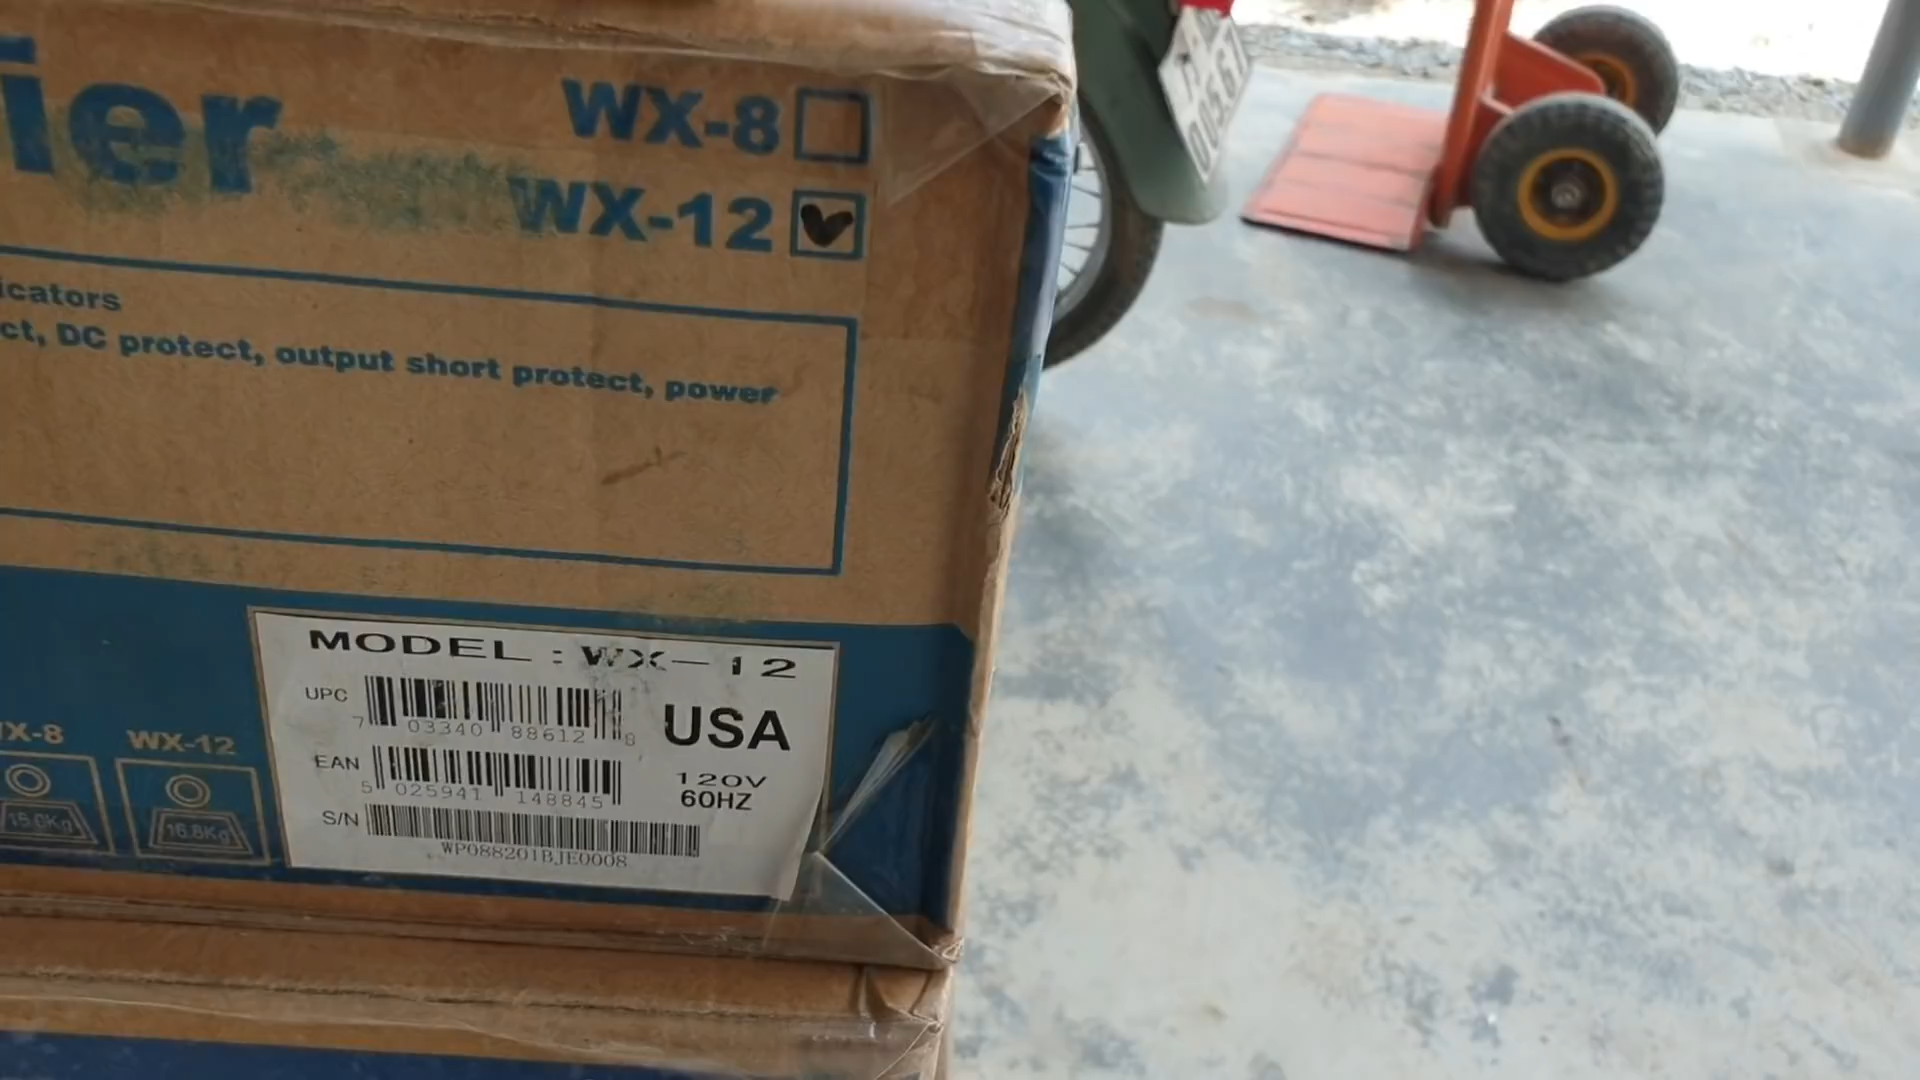 ier
WX-8
WX-12
icators
ct, DC protect, output short protect, power
MODEL : WX-12
UPC
7 03340 88612 8
USA
EAN
5 025941 148845
120V
60HZ
S/N
WP088201BJE0008
X-8
WX-12
15.0Kg
16.8Kg